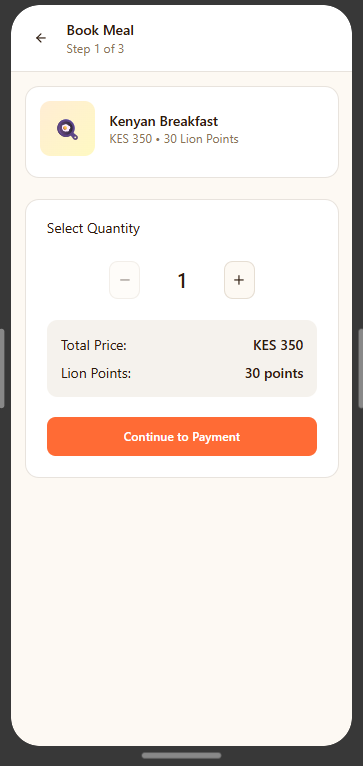 Book Meal
Step 1 of 3
Kenyan Breakfast
KES 350 • 30 Lion Points
Select Quantity
− 1 +
Total Price: KES 350
Lion Points: 30 points
Continue to Payment